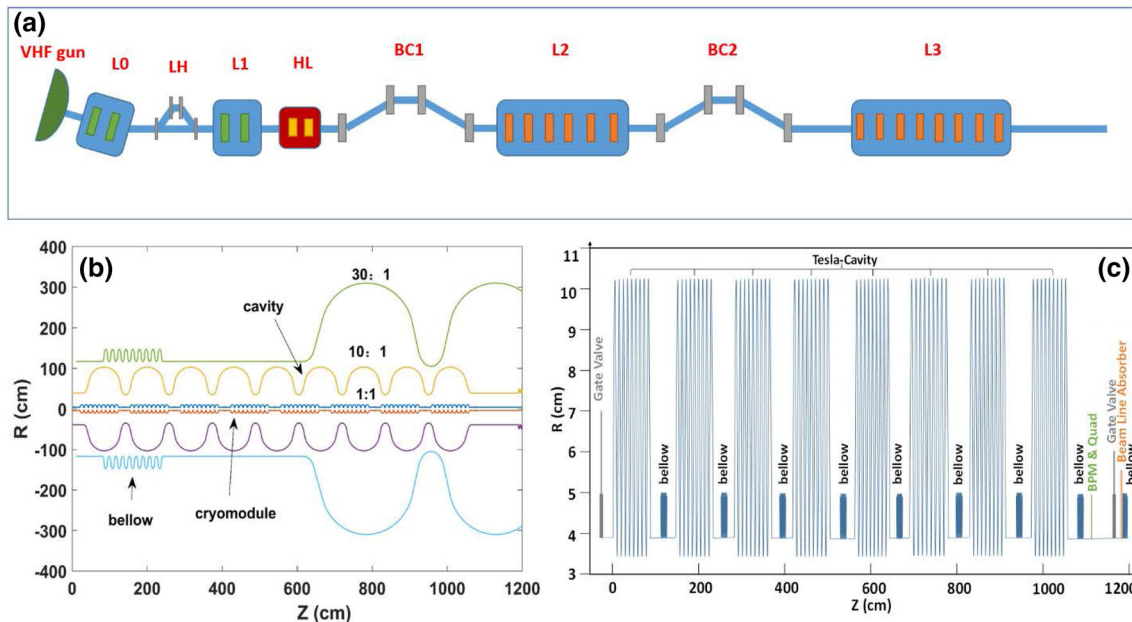 (a)
VHF gun
L0
LH
L1
HL
BC1
L2
BC2
L3
(b)
400
300
200
100
0
-100
-200
-300
-400
R (cm)
30: 1
cavity
10: 1
1:1
bellow
cryomodule
0 200 400 600 800 1000 1200
Z (cm)
(c)
11
10
9
8
7
6
5
4
3
R (cm)
Tesla-Cavity
Gate Valve
bellow
bellow
bellow
bellow
bellow
bellow
bellow
bellow
BPM & Quad
Gate Valve
Beam Line Absorber
0 200 400 600 800 1000 1200
Z (cm)